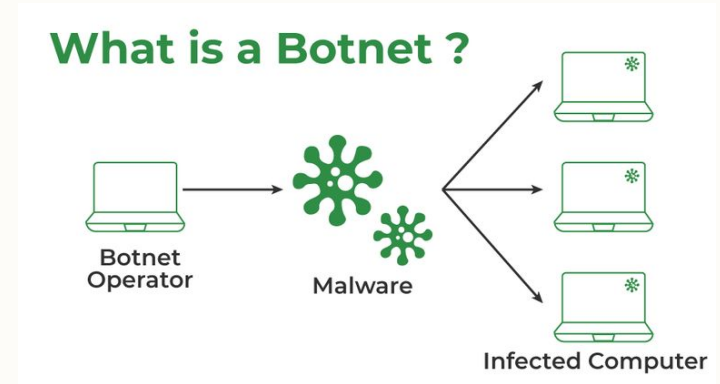 What is a Botnet ?
Botnet
Operator
Malware
Infected Computer